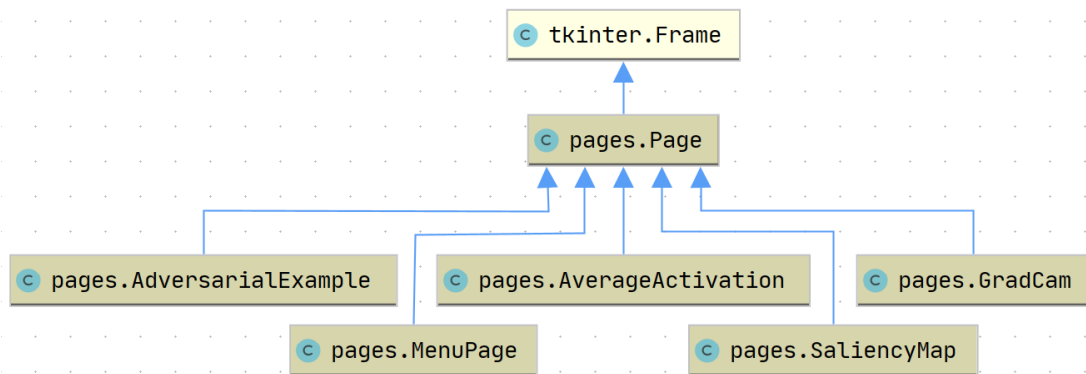 C tkinter.Frame
C pages.Page
C pages.AdversarialExample
C pages.AverageActivation
C pages.GradCam
C pages.MenuPage
C pages.SaliencyMap